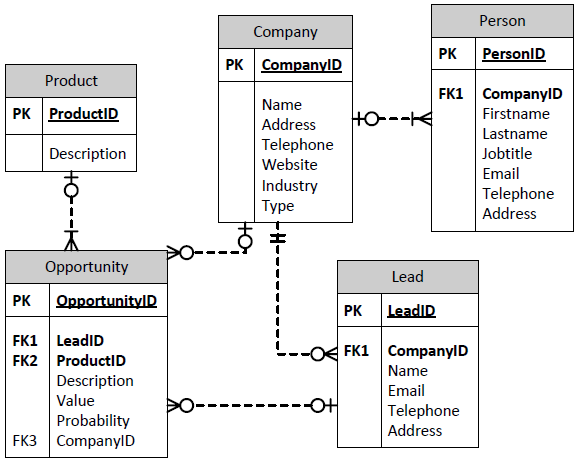 Company
PK CompanyID
Name
Address
Telephone
Website
Industry
Type
Person
PK PersonID
FK1 CompanyID
Firstname
Lastname
Jobtitle
Email
Telephone
Address
Product
PK ProductID
Description
Opportunity
PK OpportunityID
FK1 LeadID
FK2 ProductID
Description
Value
Probability
FK3 CompanyID
Lead
PK LeadID
FK1 CompanyID
Name
Email
Telephone
Address